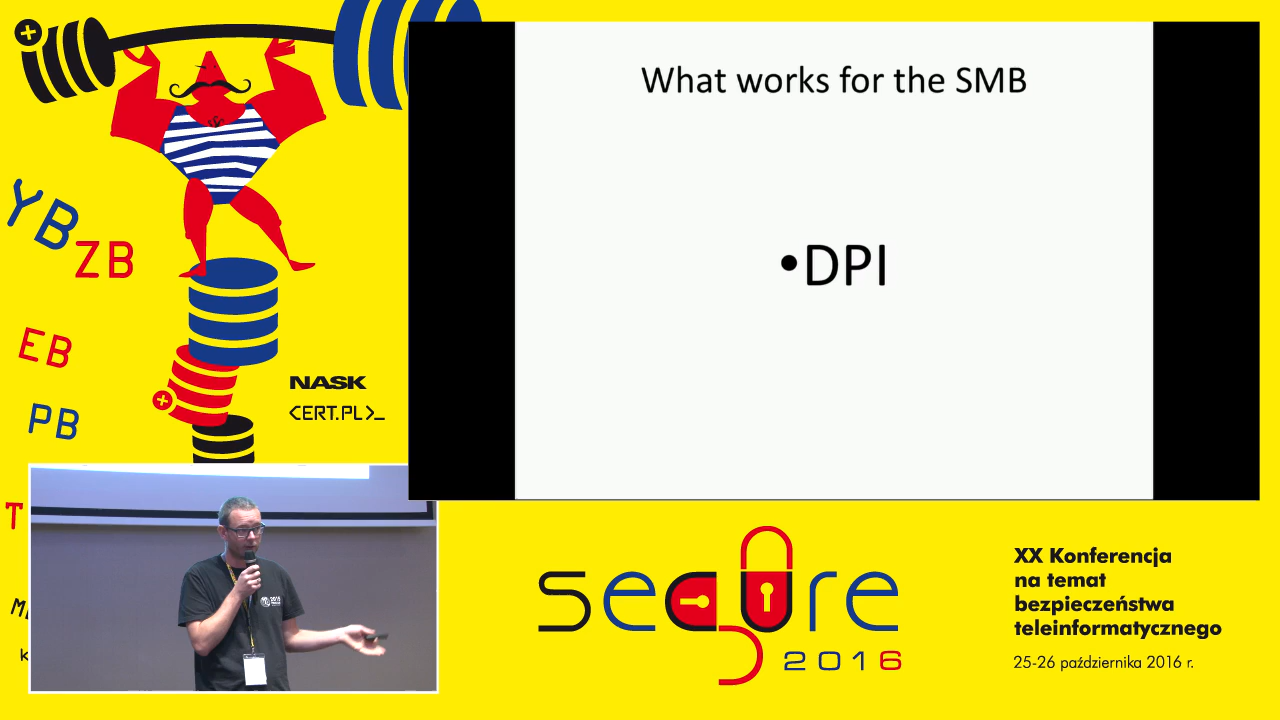 What works for the SMB
•DPI
YB
ZB
EB
PB
T
NASK
<CERT.PL>_
secure
2016
XX Konferencja
na temat
bezpieczeństwa
teleinformatycznego
25-26 października 2016 r.